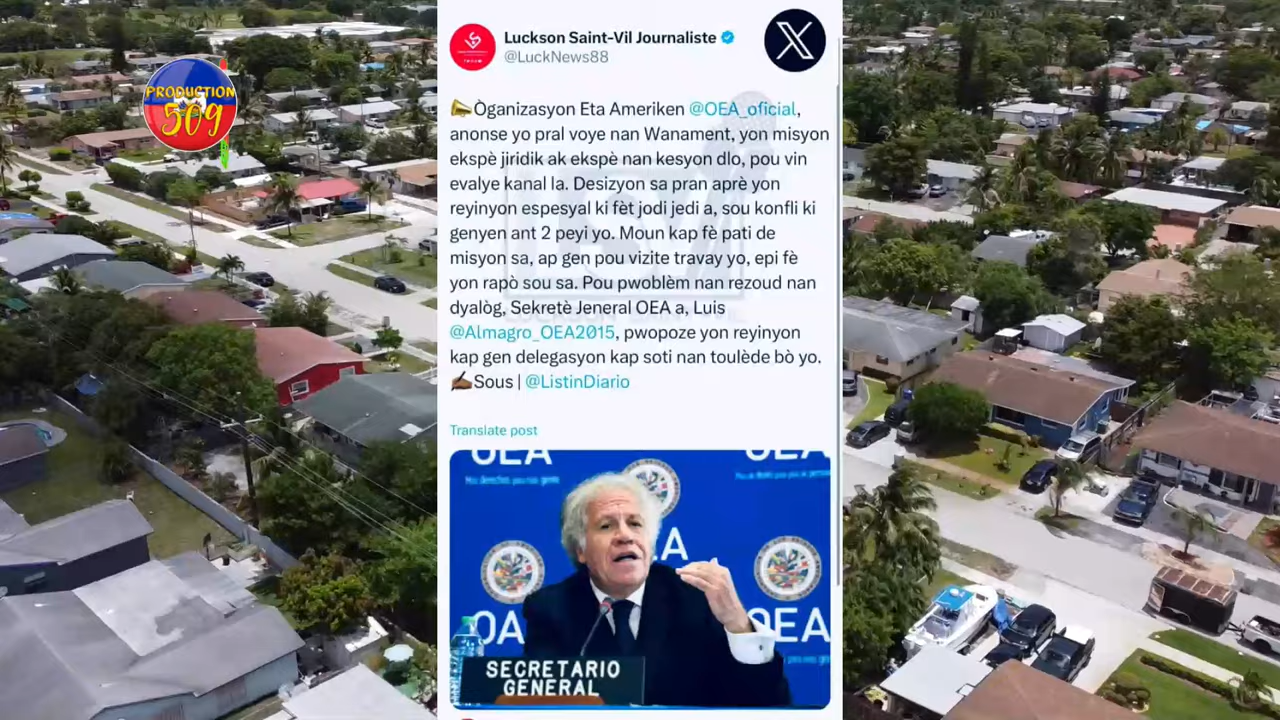 PRODUCTION
509
Luckson Saint-Vil Journaliste
@LuckNews88
X
Òganizasyon Eta Ameriken @OEA_oficial,
anonse yo pral voye nan Wanament, yon misyon
ekspè jiridik ak ekspè nan kesyon dlo, pou vin
evalye kanal la. Desizyon sa pran aprè yon
reyinyon espesyal ki fèt jodi jedi a, sou konfli ki
genyen ant 2 peyi yo. Moun kap fè pati de
misyon sa, ap gen pou vizite travay yo, epi fè
yon rapò sou sa. Pou pwoblèm nan rezoud nan
dyalòg, Sekretè Jeneral OEA a, Luis
@Almagro_OEA2015, pwopoze yon reyinyon
kap gen delegasyon kap soti nan toulède bò yo.
Sous | @ListinDiario
Translate post
OEA
OEA
SECRETARIO
GENERAL